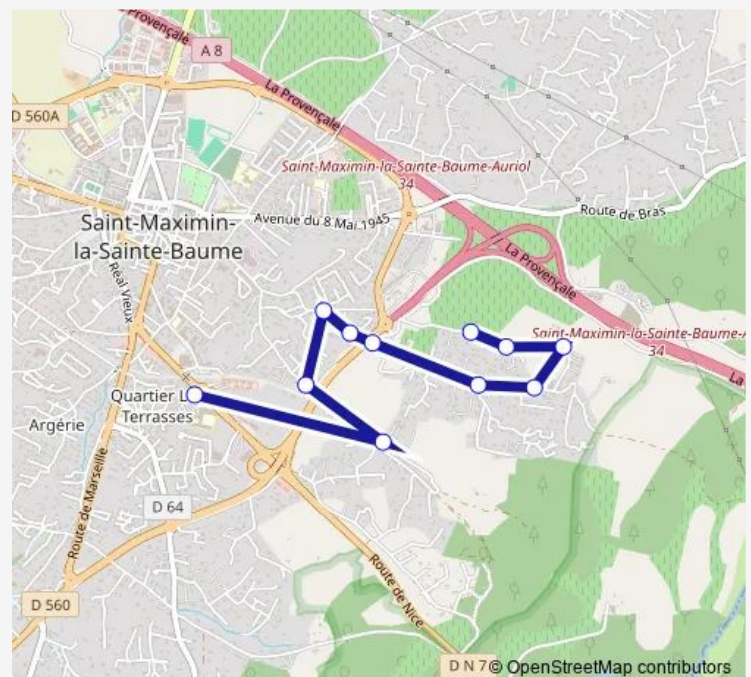 La Provençale
A 8
La Provençale
D 560A
Saint-Maximin-la-Sainte-Baume-Auriol
34
Saint-Maximin-
la-Sainte-Baume
Avenue du 8 Mai 1945
Route de Bras
La Provençale
Réal Vieux
Saint-Maximin-la-Sainte-Baume-A
34
La
Quartier L
Terrasses
Argérie
Route de Marseille
D 64
Route de Nice
D 560
D N 7
© OpenStreetMap contributors